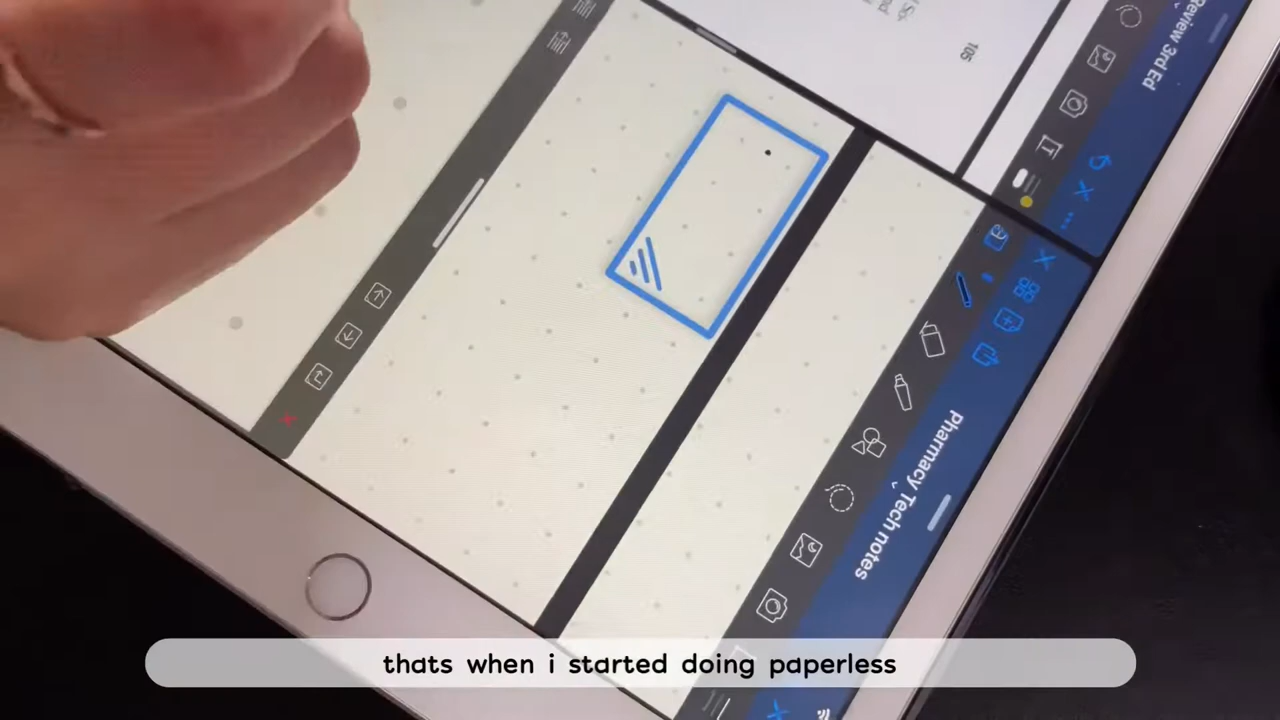 Review 3rd Ed
105
Pharmacy Tech notes
thats when i started doing paperless